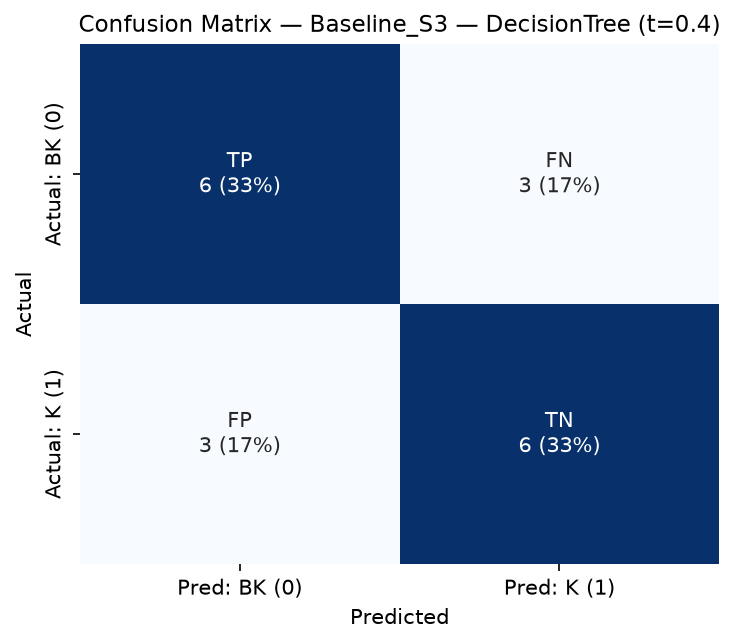 Confusion Matrix — Baseline_S3 — DecisionTree (t=0.4)
Actual
Actual: BK (0)
TP
6 (33%)
FN
3 (17%)
Actual: K (1)
FP
3 (17%)
TN
6 (33%)
Pred: BK (0)
Pred: K (1)
Predicted